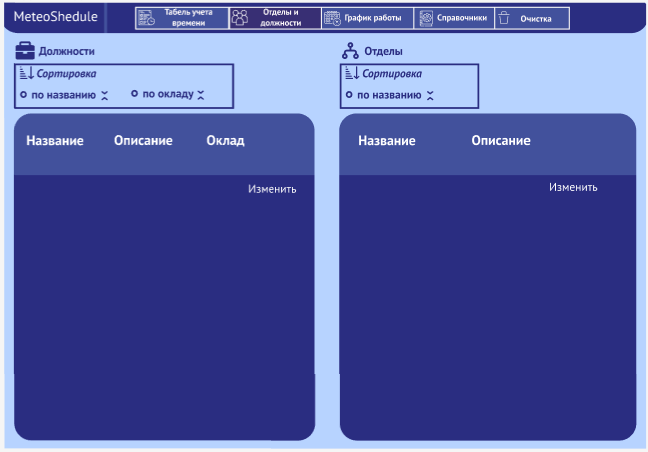 MeteoShedule
Табель учета
времени
Отделы и
должности
График работы
Справочники
Очистка
Должности
Сортировка
по названию
по окладу
Отделы
Сортировка
по названию
Название Описание Оклад
Изменить
Название Описание
Изменить